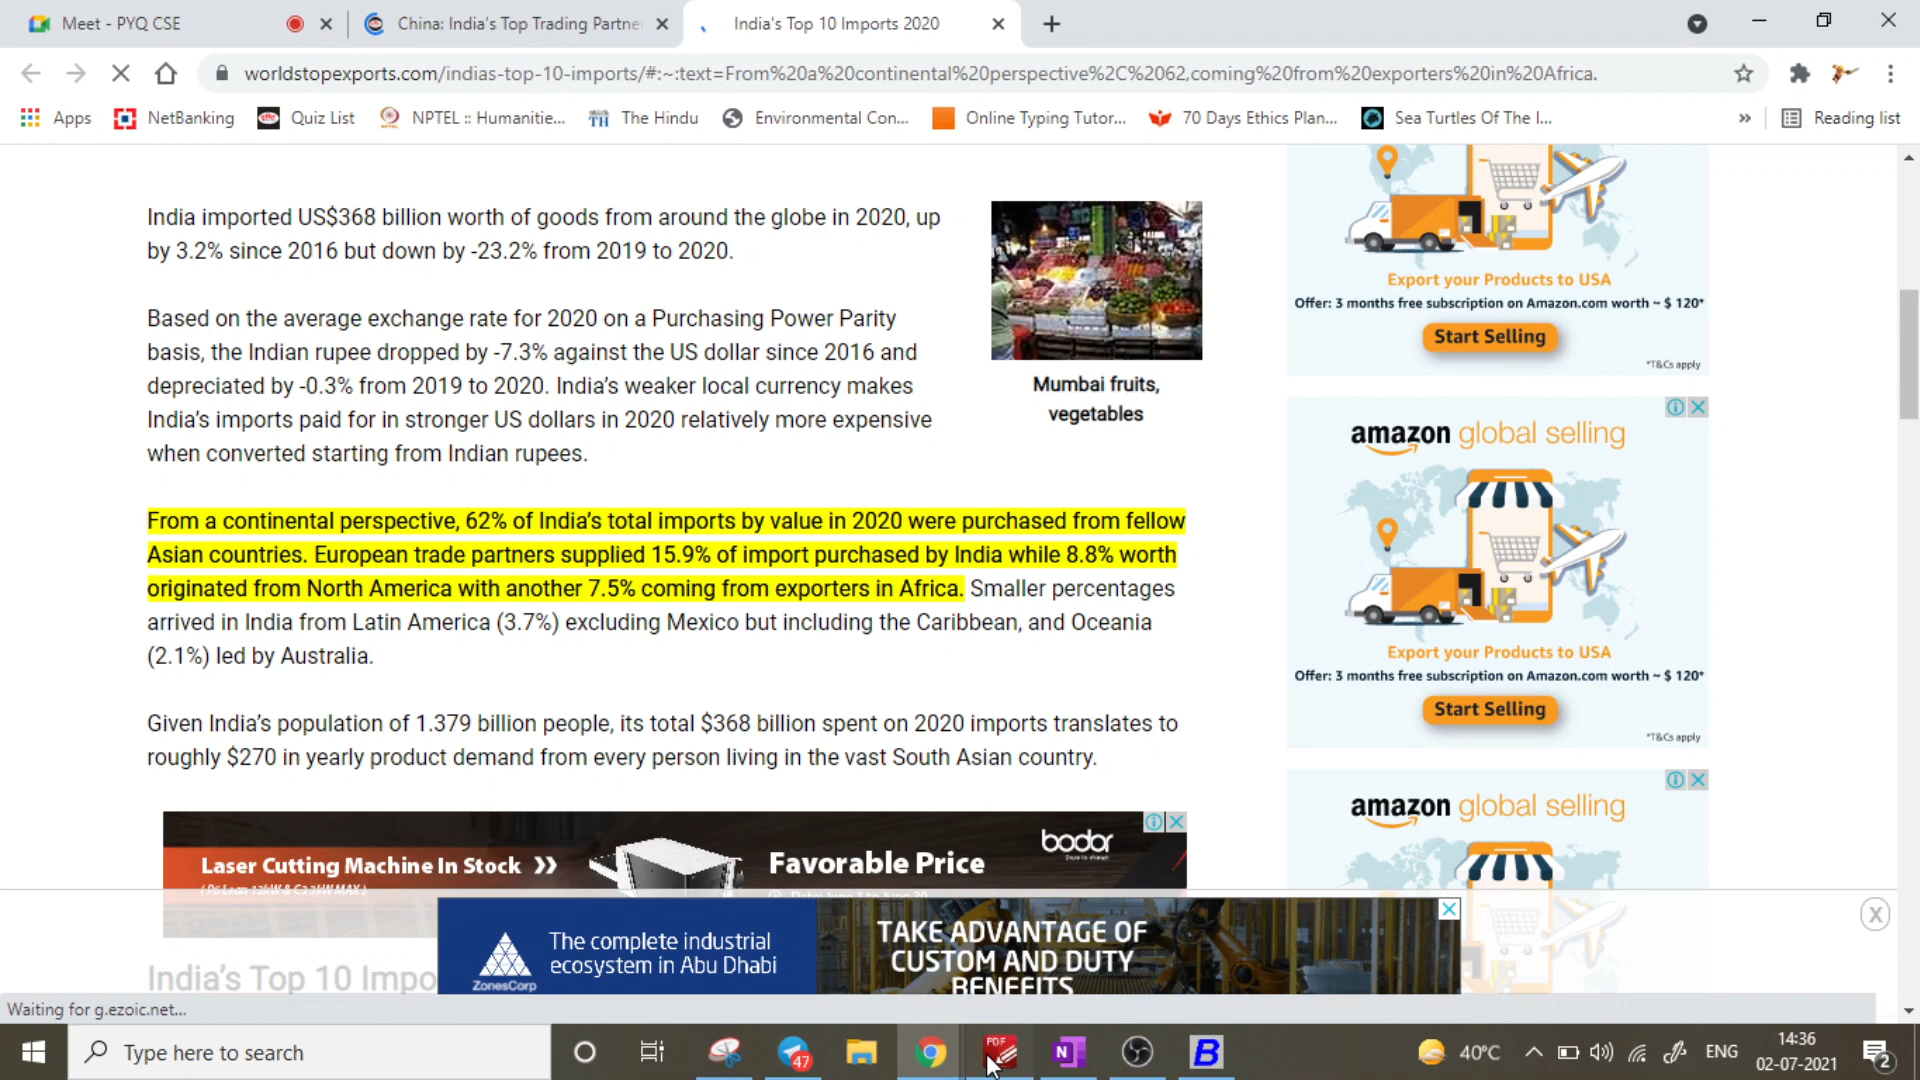 Meet - PYQ CSE
China: India's Top Trading Partne
India's Top 10 Imports 2020
worldstopexports.com/indias-top-10-imports/#:~:text=From%20a%20continental%20perspective%2C%2062,coming%20from%20exporters%20in%20Africa.
Apps NetBanking Quiz List NPTEL :: Humanitie... The Hindu Environmental Con... Online Typing Tutor... 70 Days Ethics Plan... Sea Turtles Of The I... » Reading list
India imported US$368 billion worth of goods from around the globe in 2020, up
by 3.2% since 2016 but down by -23.2% from 2019 to 2020.
Based on the average exchange rate for 2020 on a Purchasing Power Parity
basis, the Indian rupee dropped by -7.3% against the US dollar since 2016 and
depreciated by -0.3% from 2019 to 2020. India's weaker local currency makes
India's imports paid for in stronger US dollars in 2020 relatively more expensive
when converted starting from Indian rupees.
Mumbai fruits,
vegetables
From a continental perspective, 62% of India's total imports by value in 2020 were purchased from fellow
Asian countries. European trade partners supplied 15.9% of import purchased by India while 8.8% worth
originated from North America with another 7.5% coming from exporters in Africa. Smaller percentages
arrived in India from Latin America (3.7%) excluding Mexico but including the Caribbean, and Oceania
(2.1%) led by Australia.
Given India's population of 1.379 billion people, its total $368 billion spent on 2020 imports translates to
roughly $270 in yearly product demand from every person living in the vast South Asian country.
Export your Products to USA
Offer: 3 months free subscription on Amazon.com worth ~ $ 120*
Start Selling
*T&Cs apply
amazon global selling
Export your Products to USA
Offer: 3 months free subscription on Amazon.com worth ~ $ 120*
Start Selling
*T&Cs apply
amazon global selling
Laser Cutting Machine In Stock
Favorable Price
bodor
The complete industrial
ecosystem in Abu Dhabi
ZonesCorp
TAKE ADVANTAGE OF
CUSTOM AND DUTY
BENEFITS
India's Top 10 Impo
Waiting for g.ezoic.net...
Type here to search
47
PDF
N
B
40°C
ENG
14:36
02-07-2021
2